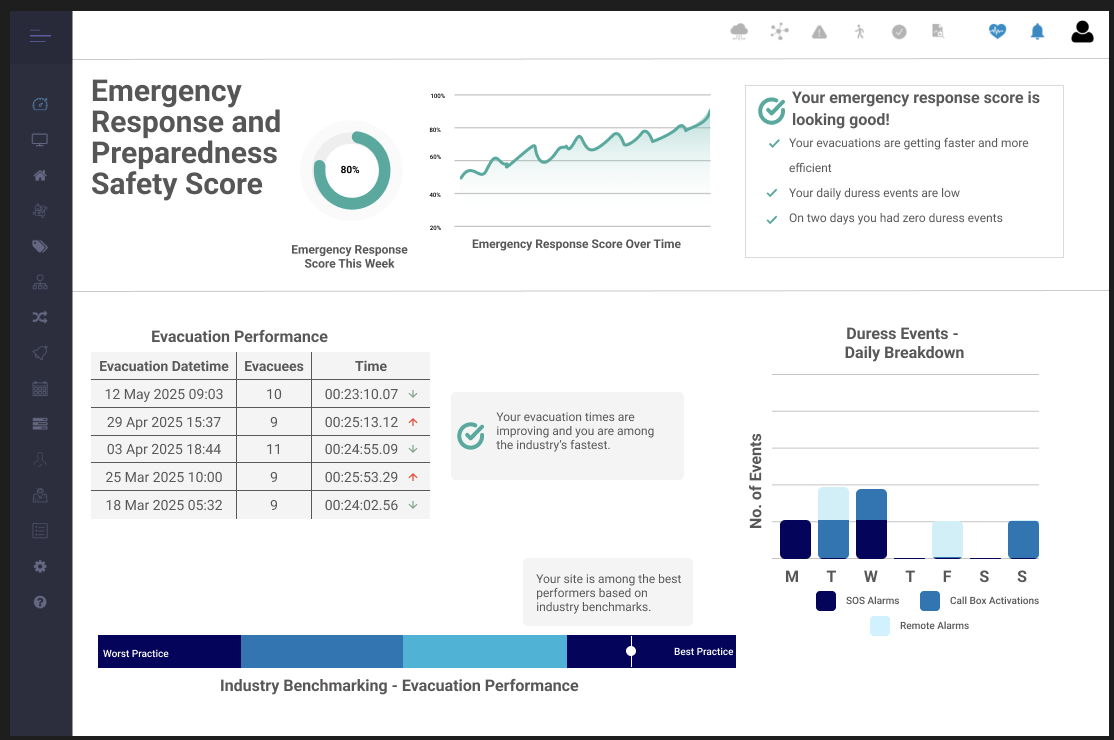 Emergency
Response and
Preparedness
Safety Score
80%
Emergency Response
Score This Week
100%
80%
60%
40%
20%
Emergency Response Score Over Time
Your emergency response score is
looking good!
Your evacuations are getting faster and more
efficient
Your daily duress events are low
On two days you had zero duress events
Evacuation Performance
Evacuation Datetime Evacuees Time
12 May 2025 09:03 10 00:23:10.07
29 Apr 2025 15:37 9 00:25:13.12
03 Apr 2025 18:44 11 00:24:55.09
25 Mar 2025 10:00 9 00:25:53.29
18 Mar 2025 05:32 9 00:24:02.56
Your evacuation times are
improving and you are among
the industry's fastest.
Your site is among the best
performers based on
industry benchmarks.
Worst Practice
Best Practice
Industry Benchmarking - Evacuation Performance
Duress Events -
Daily Breakdown
No. of Events
M T W T F S S
SOS Alarms
Call Box Activations
Remote Alarms